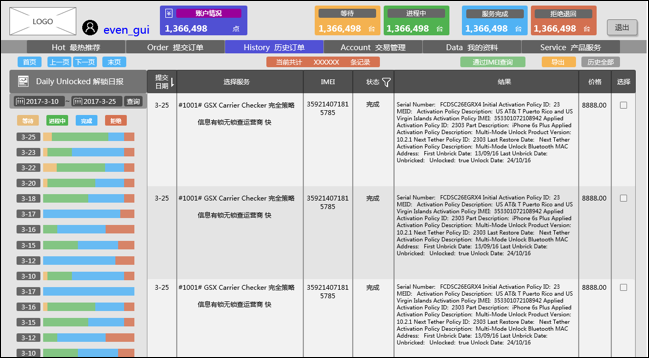 LOGO
even_gui
账户情况
1,366,498 点
等待
1,366,498 台
进程中
1,366,498 台
服务完成
1,366,498 台
拒绝退回
1,366,498 台
退出
Hot 最热推荐
Order 提交订单
History 历史订单
Account 交易管理
Data 我的资料
Service 产品服务
首页
上一页
下一页
末页
当前共计 XXXXXX 条记录
通过IMEI查询
导出
历史全部
Daily Unlocked 解锁日报
2017-3-10 - 2017-3-25 查询
等待
进程中
完成
拒绝
3-25
3-23
3-22
3-20
3-18
3-17
3-16
3-15
3-12
3-10
3-17
3-16
3-15
3-12
提交日期
选择服务
IMEI
状态
结果
价格
选择
3-25
#1001# GSX Carrier Checker 完全策略
信息有锁无锁查运营商 快
35921407181
5785
完成
Serial Number: FCDSC26EGRX4 Initial Activation Policy ID: 23
MEID: Activation Policy Description: US AT&T Puerto Rico and US
Virgin Islands Activation Policy IMEI: 353301072108942 Applied
Activation Policy ID: 2303 Part Description: iPhone 6s Plus Applied
Activation Policy Description: Multi-Mode Unlock Product Version:
10.2.1 Next Tether Policy ID: 2303 Last Restore Date: Next Tether
Activation Policy Description: Multi-Mode Unlock Bluetooth MAC
Address: First Unbrick Date: 13/09/16 Last Unbrick Date:
Unbricked: Unlocked: true Unlock Date: 24/10/16
8888.00
3-25
#1001# GSX Carrier Checker 完全策略
信息有锁无锁查运营商 快
35921407181
5785
完成
Serial Number: FCDSC26EGRX4 Initial Activation Policy ID: 23
MEID: Activation Policy Description: US AT&T Puerto Rico and US
Virgin Islands Activation Policy IMEI: 353301072108942 Applied
Activation Policy ID: 2303 Part Description: iPhone 6s Plus Applied
Activation Policy Description: Multi-Mode Unlock Product Version:
10.2.1 Next Tether Policy ID: 2303 Last Restore Date: Next Tether
Activation Policy Description: Multi-Mode Unlock Bluetooth MAC
Address: First Unbrick Date: 13/09/16 Last Unbrick Date:
Unbricked: Unlocked: true Unlock Date: 24/10/16
8888.00
3-25
#1001# GSX Carrier Checker 完全策略
信息有锁无锁查运营商 快
35921407181
5785
完成
Serial Number: FCDSC26EGRX4 Initial Activation Policy ID: 23
MEID: Activation Policy Description: US AT&T Puerto Rico and US
Virgin Islands Activation Policy IMEI: 353301072108942 Applied
Activation Policy ID: 2303 Part Description: iPhone 6s Plus Applied
Activation Policy Description: Multi-Mode Unlock Product Version:
10.2.1 Next Tether Policy ID: 2303 Last Restore Date: Next Tether
Activation Policy Description: Multi-Mode Unlock Bluetooth MAC
Address: First Unbrick Date: 13/09/16 Last Unbrick Date:
Unbricked: Unlocked: true Unlock Date: 24/10/16
8888.00